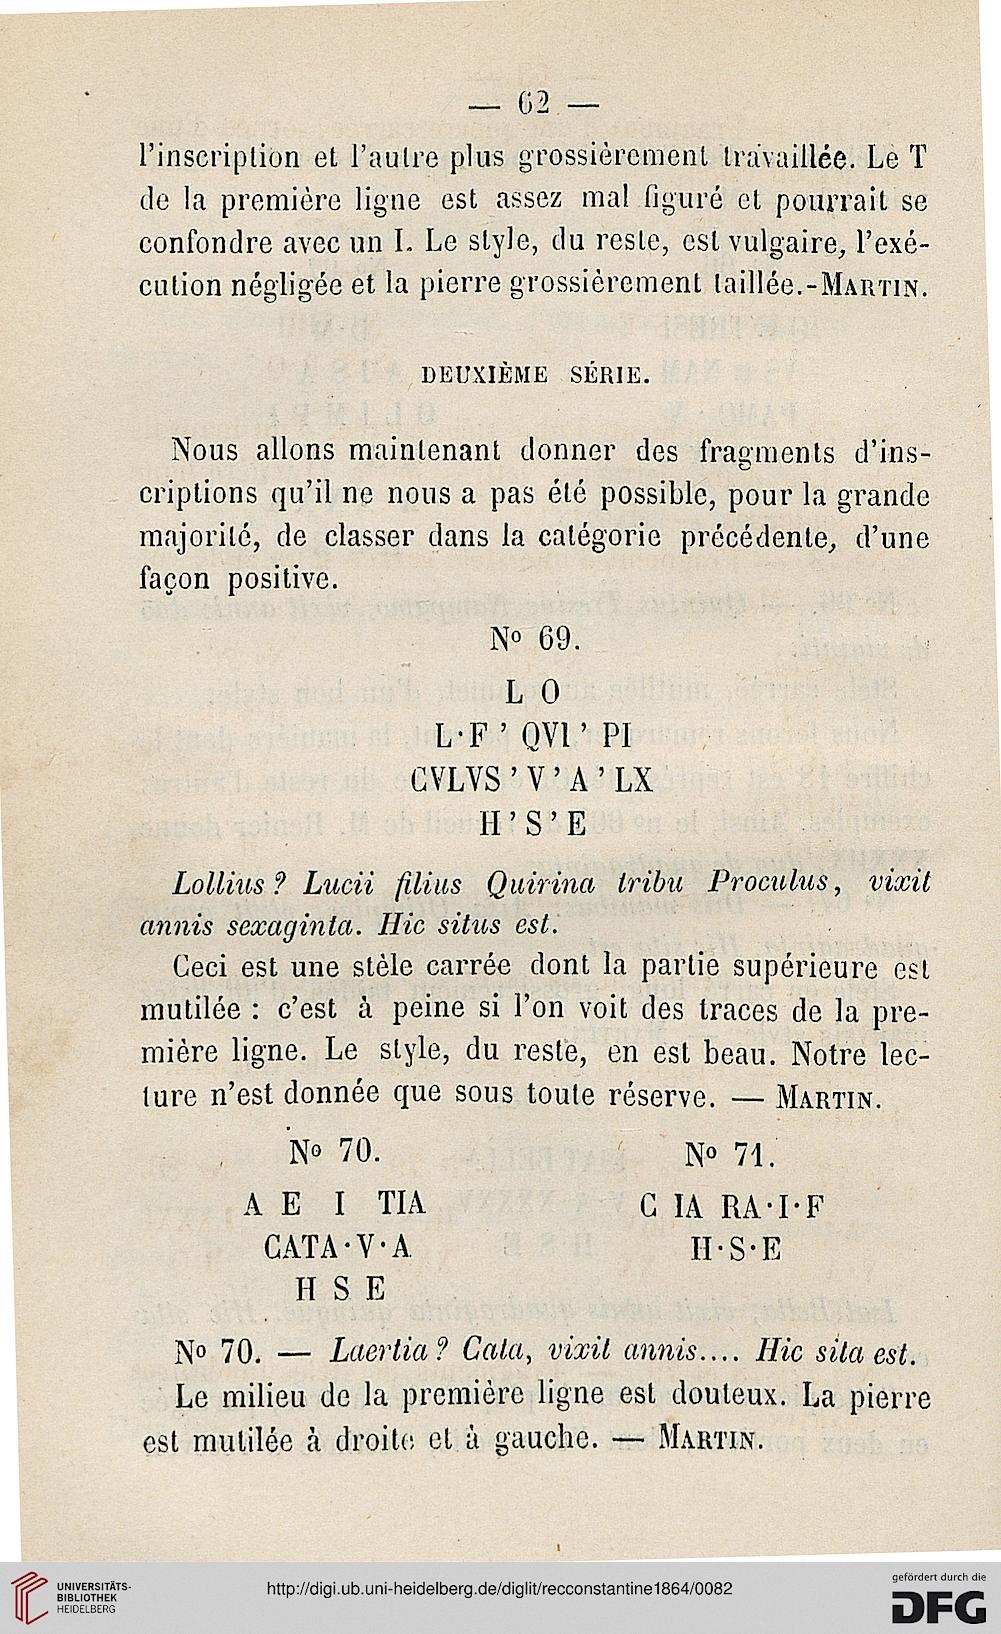 — 62 —
l'inscription et l'autre plus grossièrement travaillée. Le T
de la première ligne est assez mal figuré et pourrait se
confondre avec un I. Le style, du reste, est vulgaire, l'exé-
cution négligée et la pierre grossièrement taillée.-MARTIN.
DEUXIÈME SÉRIE.
Nous allons maintenant donner des fragments d'ins-
criptions qu'il ne nous a pas été possible, pour la grande
majorité, de classer dans la catégorie précédente, d'une
façon positive.
Nº 69.
L O
L·F ' QVI ' PI
CVLVS ' V ' A ' LX
H ' S ' E
Lollius ? Lucii filius Quirina tribu Proculus, vixit
annis sexaginta. Hic situs est.
Ceci est une stèle carrée dont la partie supérieure est
mutilée : c'est à peine si l'on voit des traces de la pre-
mière ligne. Le style, du reste, en est beau. Notre lec-
ture n'est donnée que sous toute réserve. — MARTIN.
Nº 70.
A E I TIA
CATA·V·A
H S E
Nº 71.
C IA RA·I·F
H·S·E
Nº 70. — Laertia ? Cata, vixit annis.... Hic sita est.
Le milieu de la première ligne est douteux. La pierre
est mutilée à droite et à gauche. — MARTIN.
UNIVERSITÄTS-
BIBLIOTHEK
HEIDELBERG
http://digi.ub.uni-heidelberg.de/diglit/recconstantine1864/0082
gefördert durch die
DFG